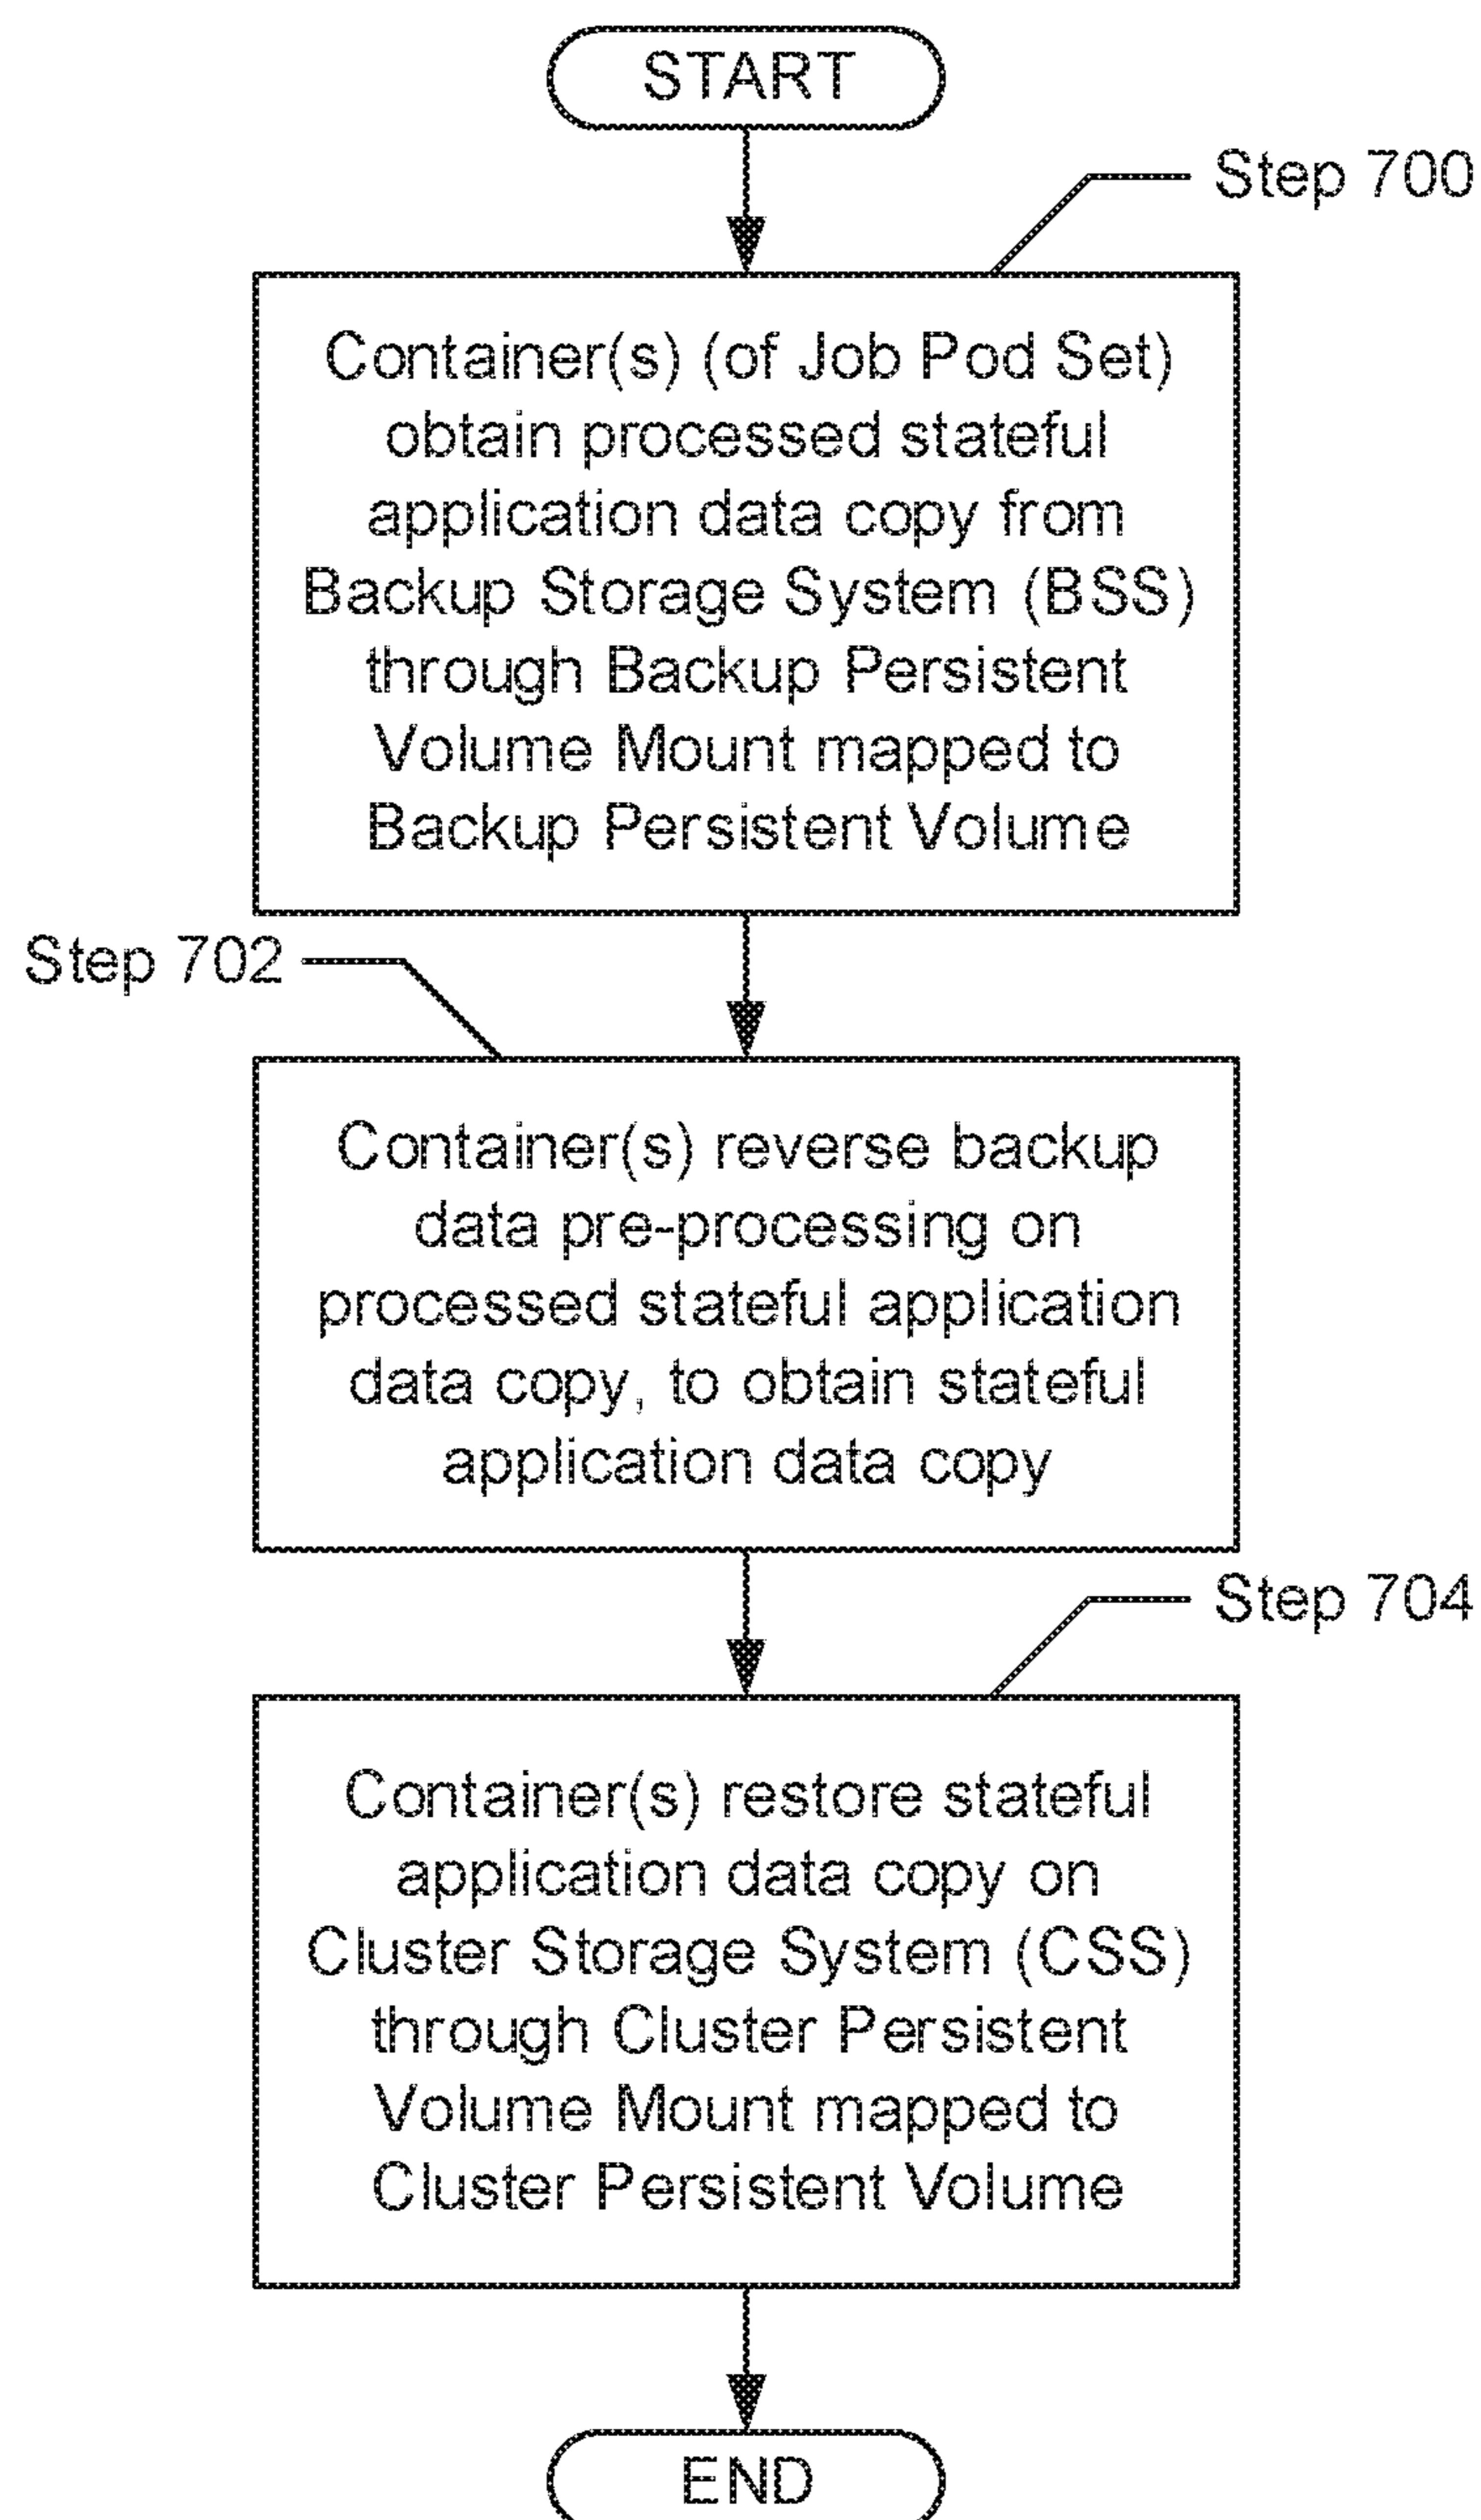 START
Step 700
Container(s) (of Job Pod Set)
obtain processed stateful
application data copy from
Backup Storage System (BSS)
through Backup Persistent
Volume Mount mapped to
Backup Persistent Volume
Step 702
Container(s) reverse backup
data pre-processing on
processed stateful application
data copy, to obtain stateful
application data copy
Step 704
Container(s) restore stateful
application data copy on
Cluster Storage System (CSS)
through Cluster Persistent
Volume Mount mapped to
Cluster Persistent Volume
END